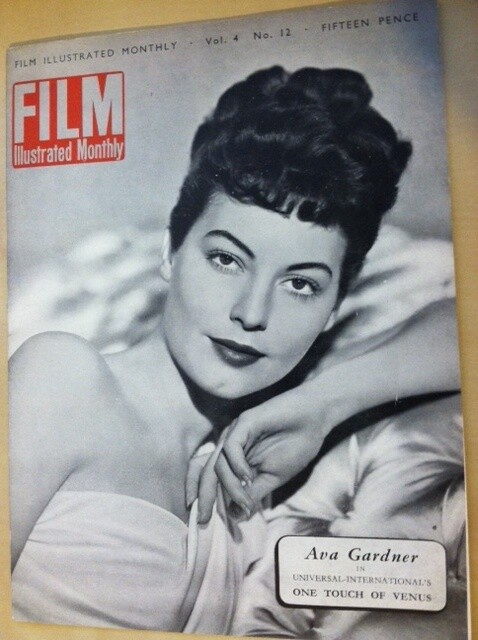 FILM ILLUSTRATED MONTHLY · Vol. 4 No. 12 · FIFTEEN PENCE
FILM
Illustrated Monthly
Ava Gardner
IN
UNIVERSAL-INTERNATIONAL'S
ONE TOUCH OF VENUS